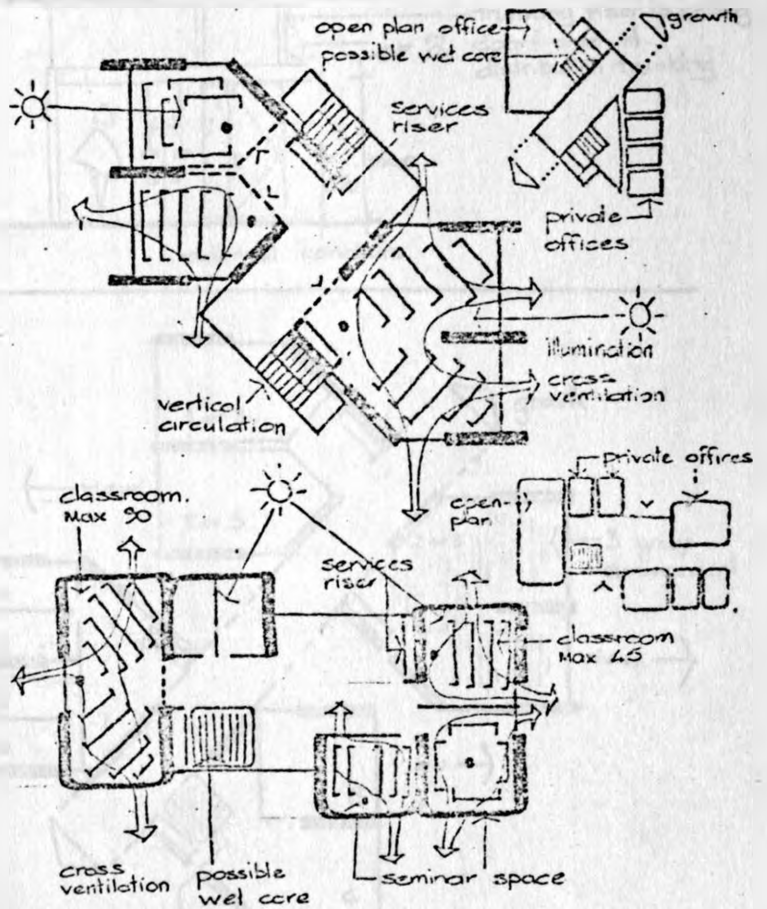 open plan office
possible wet core
growth
services
riser
private
offices
illumination
cross
ventilation
vertical
circulation
private offices
open
plan
classroom.
Max 90
services
riser
classroom
Max 45
cross
ventilation
possible
wet core
seminar space